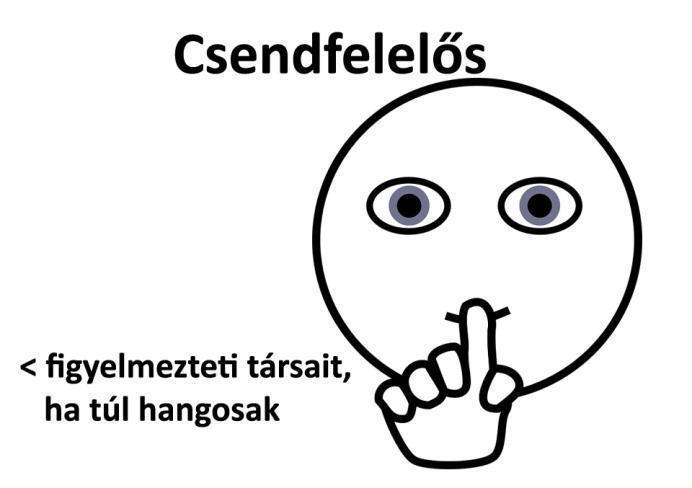 Csendfelelős
< figyelmezteti társait,
ha túl hangosak